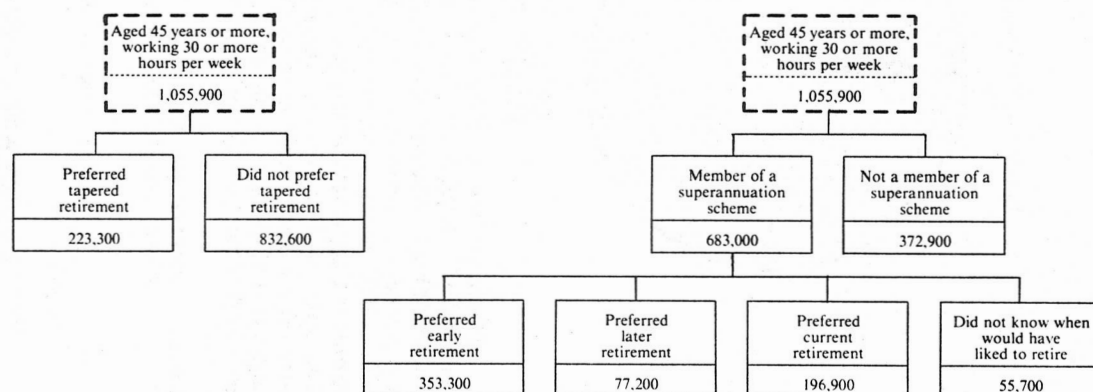 Aged 45 years or more,
working 30 or more
hours per week
1,055,900
Preferred
tapered
retirement
223,300
Did not prefer
tapered
retirement
832,600
Aged 45 years or more,
working 30 or more
hours per week
1,055,900
Member of a
superannuation
scheme
683,000
Not a member of a
superannuation
scheme
372,900
Preferred
early
retirement
353,300
Preferred
later
retirement
77,200
Preferred
current
retirement
196,900
Did not know when
would have
liked to retire
55,700